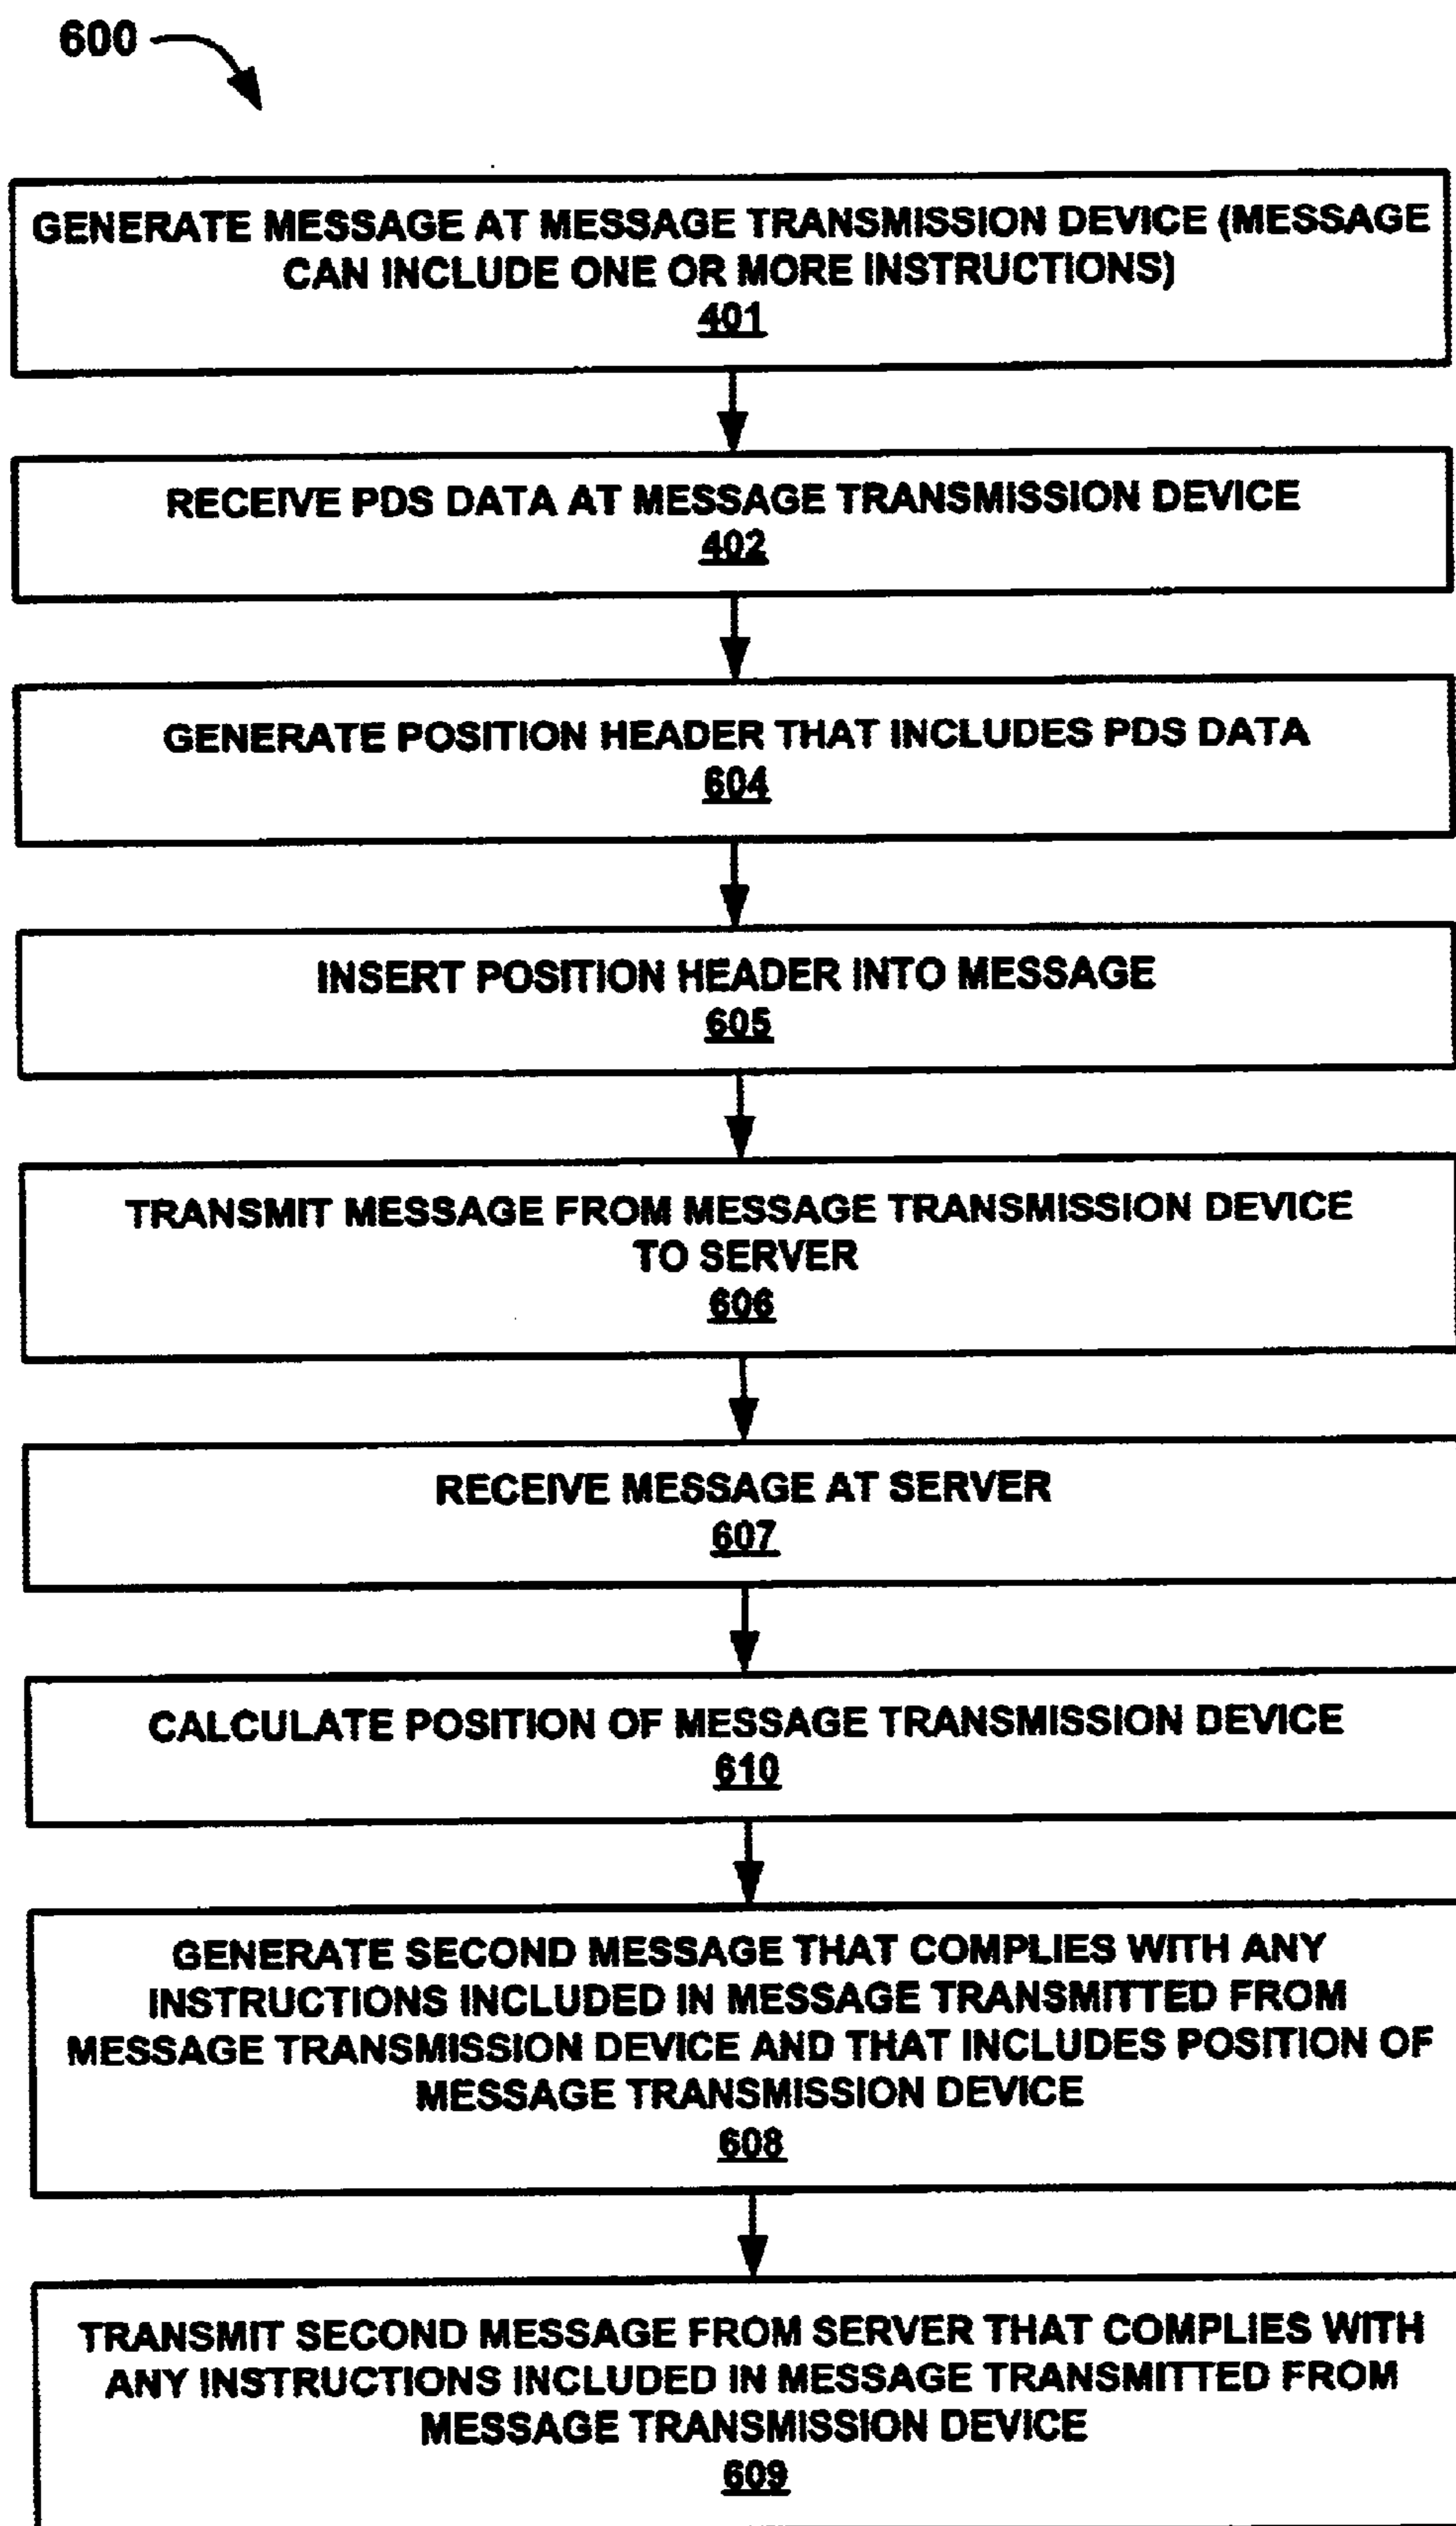 600
GENERATE MESSAGE AT MESSAGE TRANSMISSION DEVICE (MESSAGE
CAN INCLUDE ONE OR MORE INSTRUCTIONS)
401
RECEIVE PDS DATA AT MESSAGE TRANSMISSION DEVICE
402
GENERATE POSITION HEADER THAT INCLUDES PDS DATA
604
INSERT POSITION HEADER INTO MESSAGE
605
TRANSMIT MESSAGE FROM MESSAGE TRANSMISSION DEVICE
TO SERVER
606
RECEIVE MESSAGE AT SERVER
607
CALCULATE POSITION OF MESSAGE TRANSMISSION DEVICE
610
GENERATE SECOND MESSAGE THAT COMPLIES WITH ANY
INSTRUCTIONS INCLUDED IN MESSAGE TRANSMITTED FROM
MESSAGE TRANSMISSION DEVICE AND THAT INCLUDES POSITION OF
MESSAGE TRANSMISSION DEVICE
608
TRANSMIT SECOND MESSAGE FROM SERVER THAT COMPLIES WITH
ANY INSTRUCTIONS INCLUDED IN MESSAGE TRANSMITTED FROM
MESSAGE TRANSMISSION DEVICE
609